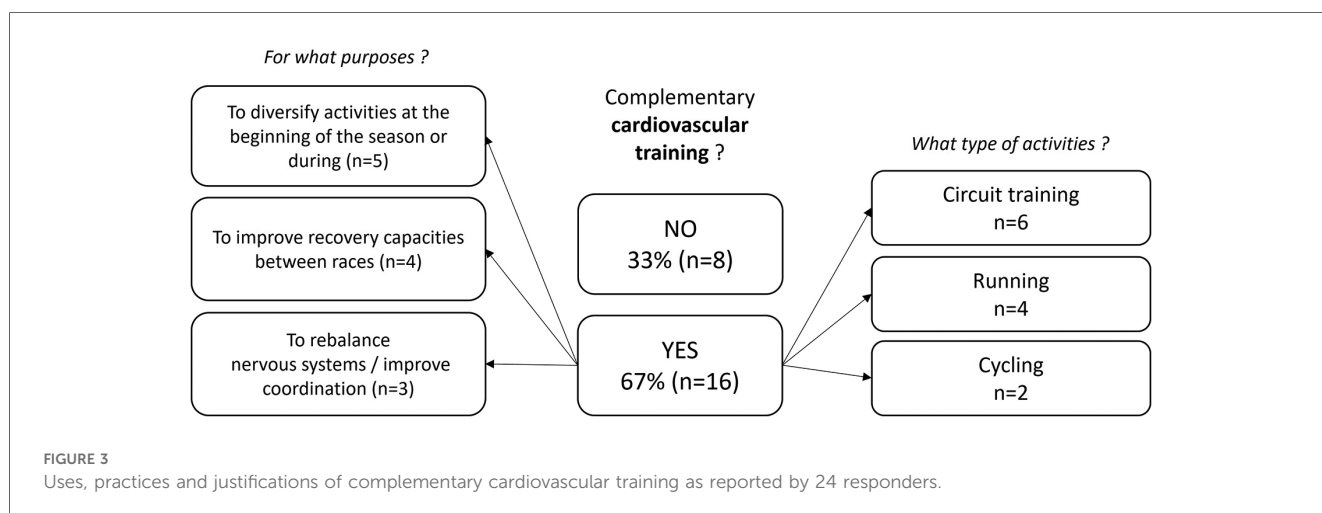 For what purposes ?
To diversify activities at the
beginning of the season or
during (n=5)
To improve recovery capacities
between races (n=4)
To rebalance
nervous systems / improve
coordination (n=3)
Complementary
cardiovascular
training ?
NO
33% (n=8)
YES
67% (n=16)
What type of activities ?
Circuit training
n=6
Running
n=4
Cycling
n=2
FIGURE 3
Uses, practices and justifications of complementary cardiovascular training as reported by 24 responders.